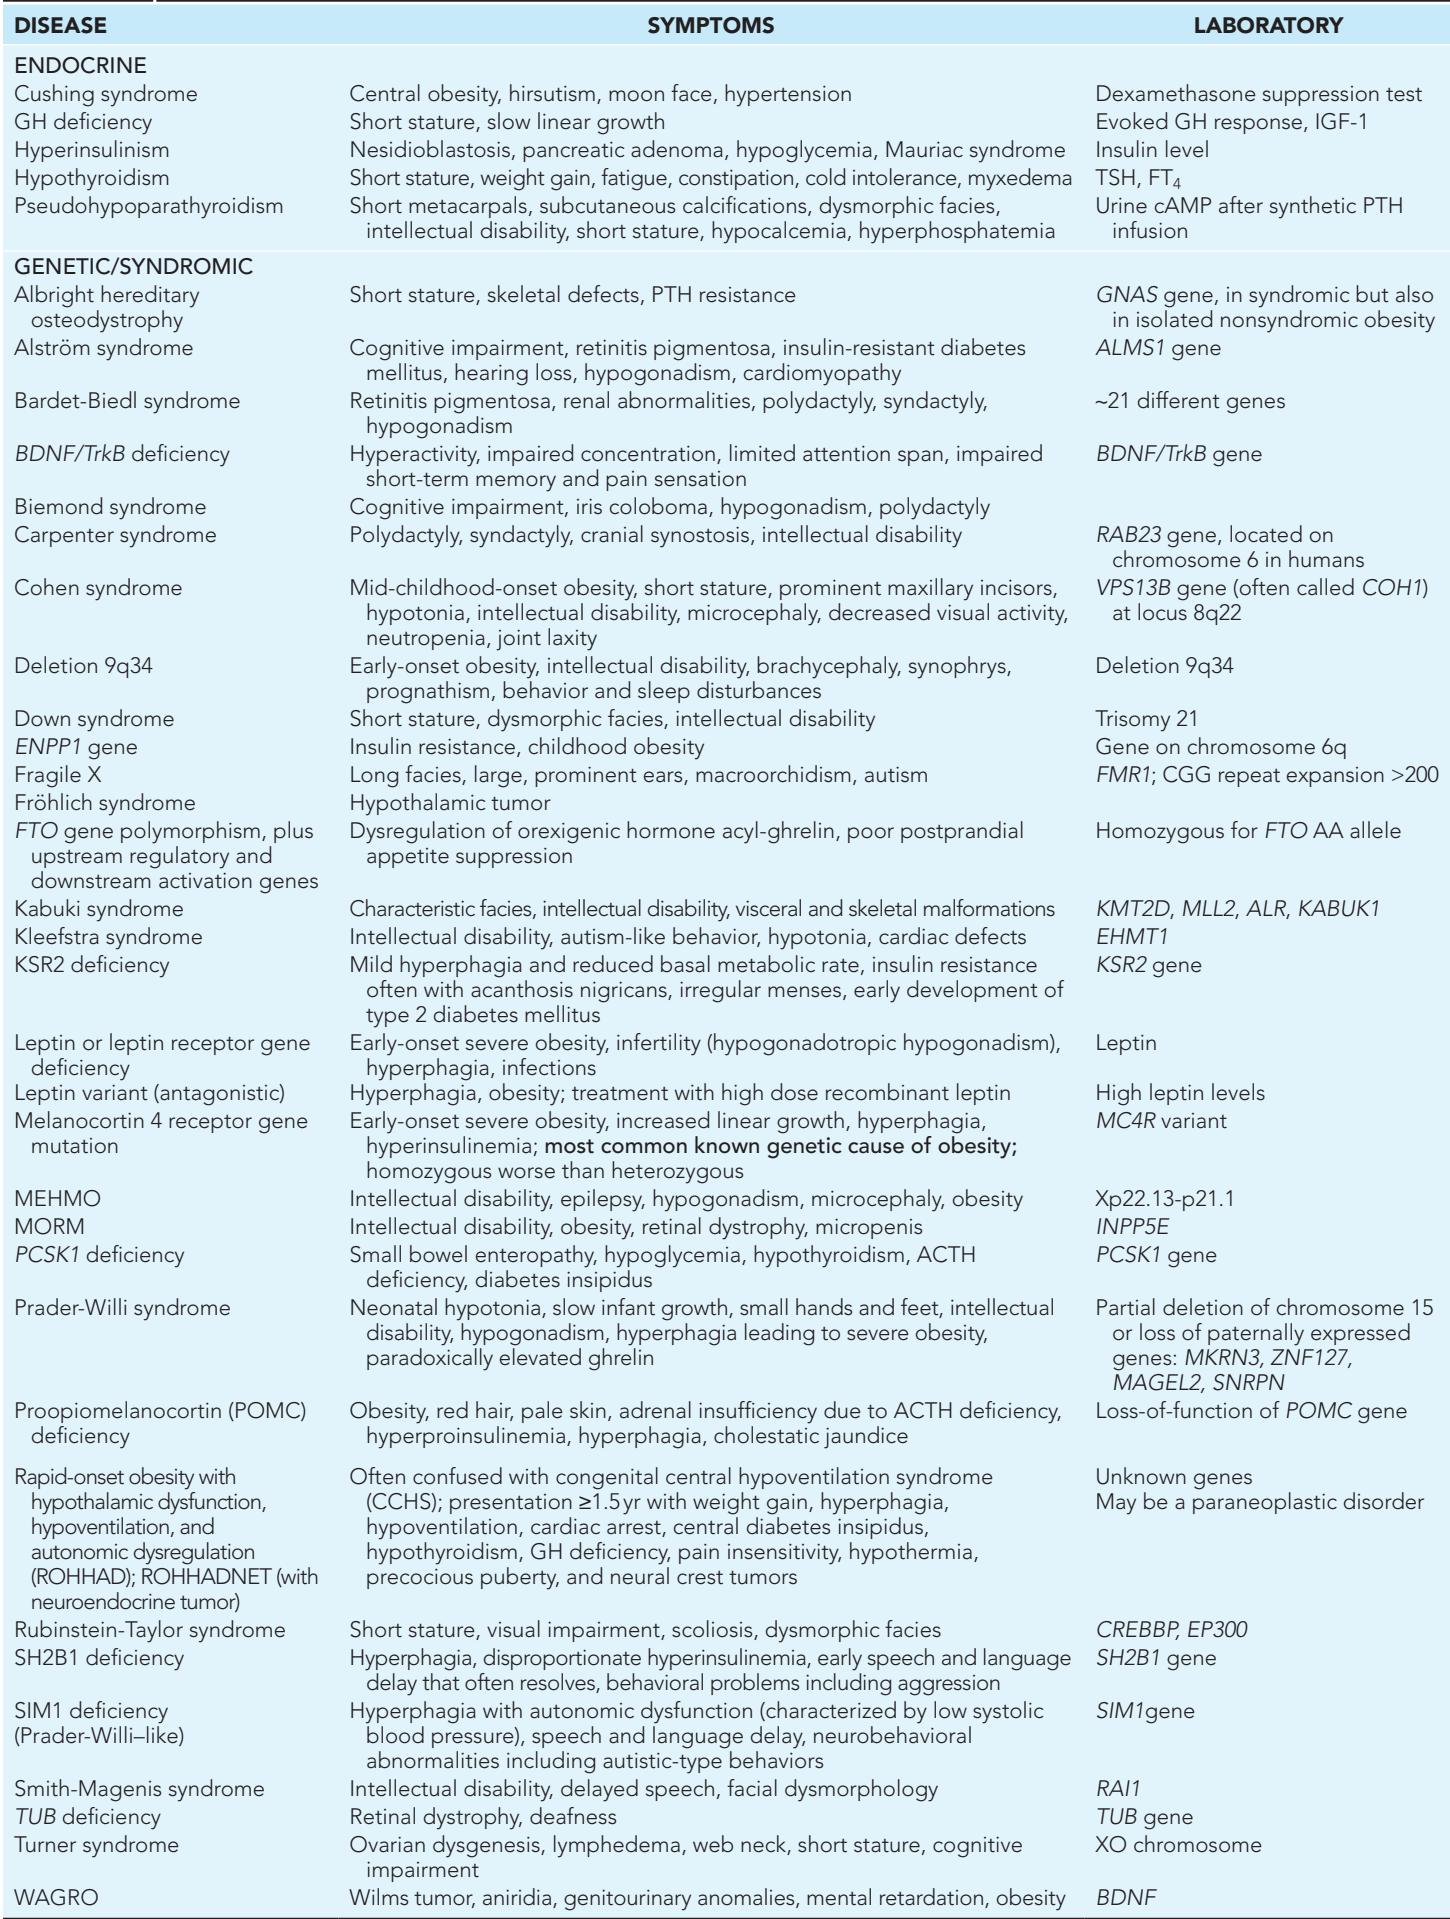 DISEASE SYMPTOMS LABORATORY
ENDOCRINE
Cushing syndrome Central obesity, hirsutism, moon face, hypertension Dexamethasone suppression test
GH deficiency Short stature, slow linear growth Evoked GH response, IGF-1
Hyperinsulinism Nesidioblastosis, pancreatic adenoma, hypoglycemia, Mauriac syndrome Insulin level
Hypothyroidism Short stature, weight gain, fatigue, constipation, cold intolerance, myxedema TSH, FT4
Pseudohypoparathyroidism Short metacarpals, subcutaneous calcifications, dysmorphic facies, Urine cAMP after synthetic PTH
intellectual disability, short stature, hypocalcemia, hyperphosphatemia infusion
GENETIC/SYNDROMIC
Albright hereditary Short stature, skeletal defects, PTH resistance GNAS gene, in syndromic but also
osteodystrophy in isolated nonsyndromic obesity
Alström syndrome Cognitive impairment, retinitis pigmentosa, insulin-resistant diabetes ALMS1 gene
mellitus, hearing loss, hypogonadism, cardiomyopathy
Bardet-Biedl syndrome Retinitis pigmentosa, renal abnormalities, polydactyly, syndactyly, ~21 different genes
hypogonadism
BDNF/TrkB deficiency Hyperactivity, impaired concentration, limited attention span, impaired BDNF/TrkB gene
short-term memory and pain sensation
Biemond syndrome Cognitive impairment, iris coloboma, hypogonadism, polydactyly
Carpenter syndrome Polydactyly, syndactyly, cranial synostosis, intellectual disability RAB23 gene, located on
chromosome 6 in humans
Cohen syndrome Mid-childhood-onset obesity, short stature, prominent maxillary incisors, VPS13B gene (often called COH1)
hypotonia, intellectual disability, microcephaly, decreased visual activity, at locus 8q22
neutropenia, joint laxity
Deletion 9q34 Early-onset obesity, intellectual disability, brachycephaly, synophrys, Deletion 9q34
prognathism, behavior and sleep disturbances
Down syndrome Short stature, dysmorphic facies, intellectual disability Trisomy 21
ENPP1 gene Insulin resistance, childhood obesity Gene on chromosome 6q
Fragile X Long facies, large, prominent ears, macroorchidism, autism FMR1; CGG repeat expansion >200
Fröhlich syndrome Hypothalamic tumor
FTO gene polymorphism, plus Dysregulation of orexigenic hormone acyl-ghrelin, poor postprandial Homozygous for FTO AA allele
upstream regulatory and appetite suppression
downstream activation genes
Kabuki syndrome Characteristic facies, intellectual disability, visceral and skeletal malformations KMT2D, MLL2, ALR, KABUK1
Kleefstra syndrome Intellectual disability, autism-like behavior, hypotonia, cardiac defects EHMT1
KSR2 deficiency Mild hyperphagia and reduced basal metabolic rate, insulin resistance KSR2 gene
often with acanthosis nigricans, irregular menses, early development of
type 2 diabetes mellitus
Leptin or leptin receptor gene Early-onset severe obesity, infertility (hypogonadotropic hypogonadism), Leptin
deficiency hyperphagia, infections
Leptin variant (antagonistic) Hyperphagia, obesity; treatment with high dose recombinant leptin High leptin levels
Melanocortin 4 receptor gene Early-onset severe obesity, increased linear growth, hyperphagia, MC4R variant
mutation hyperinsulinemia; most common known genetic cause of obesity;
homozygous worse than heterozygous
MEHMO Intellectual disability, epilepsy, hypogonadism, microcephaly, obesity Xp22.13-p21.1
MORM Intellectual disability, obesity, retinal dystrophy, micropenis INPP5E
PCSK1 deficiency Small bowel enteropathy, hypoglycemia, hypothyroidism, ACTH PCSK1 gene
deficiency, diabetes insipidus
Prader-Willi syndrome Neonatal hypotonia, slow infant growth, small hands and feet, intellectual Partial deletion of chromosome 15
disability, hypogonadism, hyperphagia leading to severe obesity, or loss of paternally expressed
paradoxically elevated ghrelin genes: MKRN3, ZNF127,
MAGEL2, SNRPN
Proopiomelanocortin (POMC) Obesity, red hair, pale skin, adrenal insufficiency due to ACTH deficiency, Loss-of-function of POMC gene
deficiency hyperproinsulinemia, hyperphagia, cholestatic jaundice
Rapid-onset obesity with Often confused with congenital central hypoventilation syndrome Unknown genes
hypothalamic dysfunction, (CCHS); presentation ≥1.5 yr with weight gain, hyperphagia, May be a paraneoplastic disorder
hypoventilation, and hypoventilation, cardiac arrest, central diabetes insipidus,
autonomic dysregulation hypothyroidism, GH deficiency, pain insensitivity, hypothermia,
(ROHHAD); ROHHADNET (with precocious puberty, and neural crest tumors
neuroendocrine tumor)
Rubinstein-Taylor syndrome Short stature, visual impairment, scoliosis, dysmorphic facies CREBBP, EP300
SH2B1 deficiency Hyperphagia, disproportionate hyperinsulinemia, early speech and language SH2B1 gene
delay that often resolves, behavioral problems including aggression
SIM1 deficiency Hyperphagia with autonomic dysfunction (characterized by low systolic SIM1gene
(Prader-Willi–like) blood pressure), speech and language delay, neurobehavioral
abnormalities including autistic-type behaviors
Smith-Magenis syndrome Intellectual disability, delayed speech, facial dysmorphology RAI1
TUB deficiency Retinal dystrophy, deafness TUB gene
Turner syndrome Ovarian dysgenesis, lymphedema, web neck, short stature, cognitive XO chromosome
impairment
WAGRO Wilms tumor, aniridia, genitourinary anomalies, mental retardation, obesity BDNF